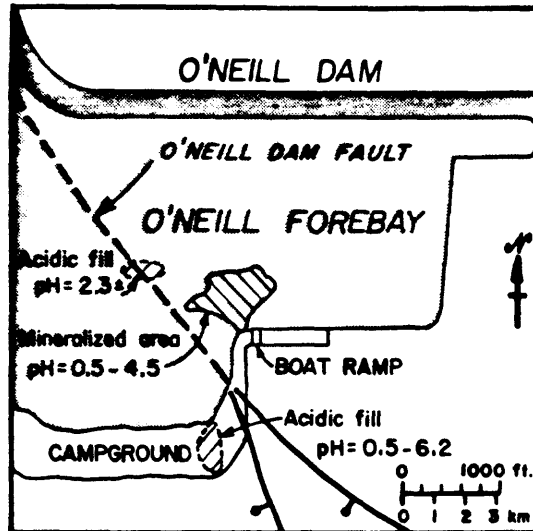 O'NEILL DAM
O'NEILL DAM FAULT
O'NEILL FOREBAY
N
Acidic fill
pH=2.3±
Mineralized area
pH=0.5-4.5
BOAT RAMP
Acidic fill
pH=0.5-6.2
CAMPGROUND
0 1000 ft.
0 1 2 3
km